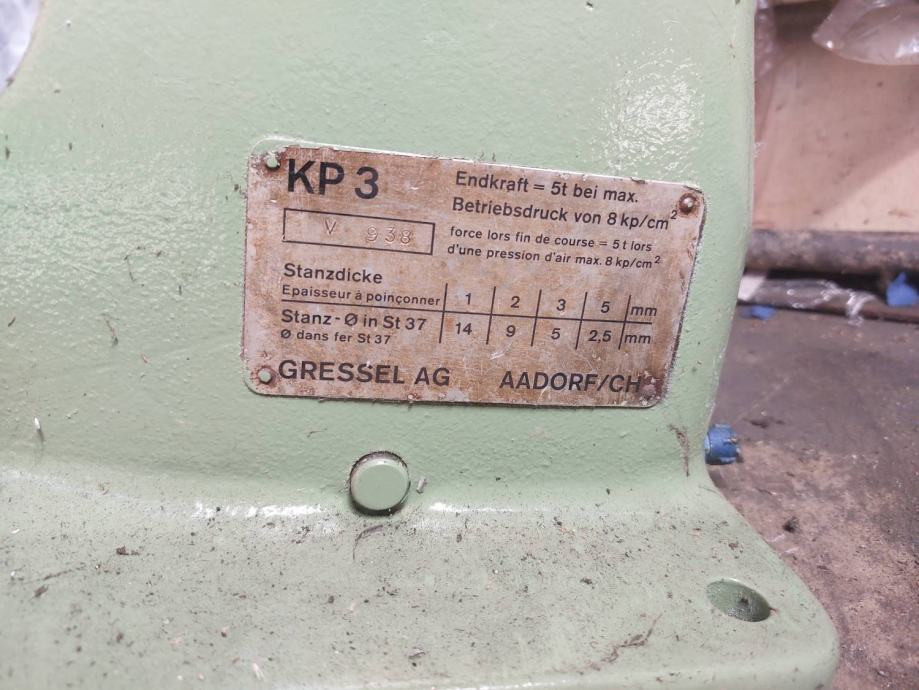 KP 3
Endkraft = 5t bei max.
Betriebsdruck von 8 kp/cm²
V 938
force lors fin de course = 5 t lors
d'une pression d'air max. 8 kp/cm²
Stanzdicke
Epaisseur à poinçonner 1 2 3 5 mm
Stanz-Ø in St 37 14 9 5 2,5 mm
Ø dans fer St 37
GRESSEL AG AADORF/CH